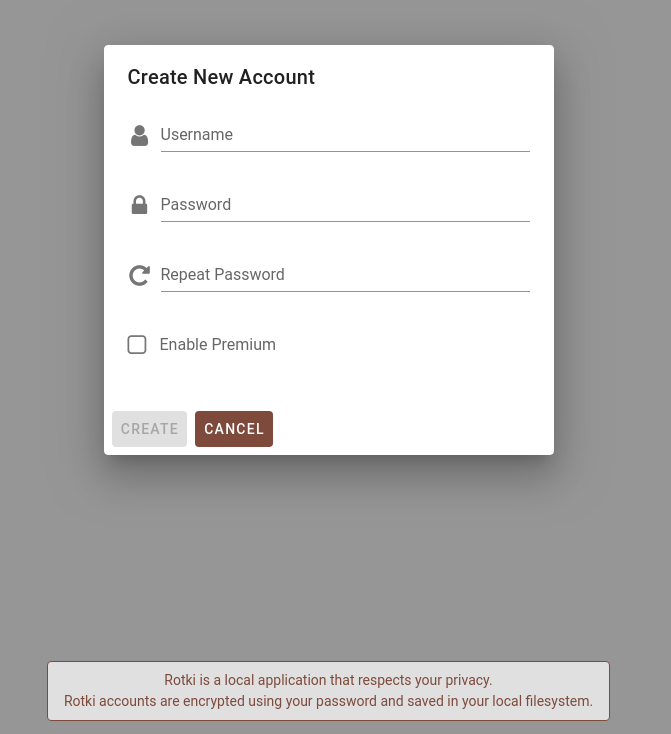 Create New Account
Username
Password
Repeat Password
Enable Premium
CREATE CANCEL
Rotki is a local application that respects your privacy.
Rotki accounts are encrypted using your password and saved in your local filesystem.